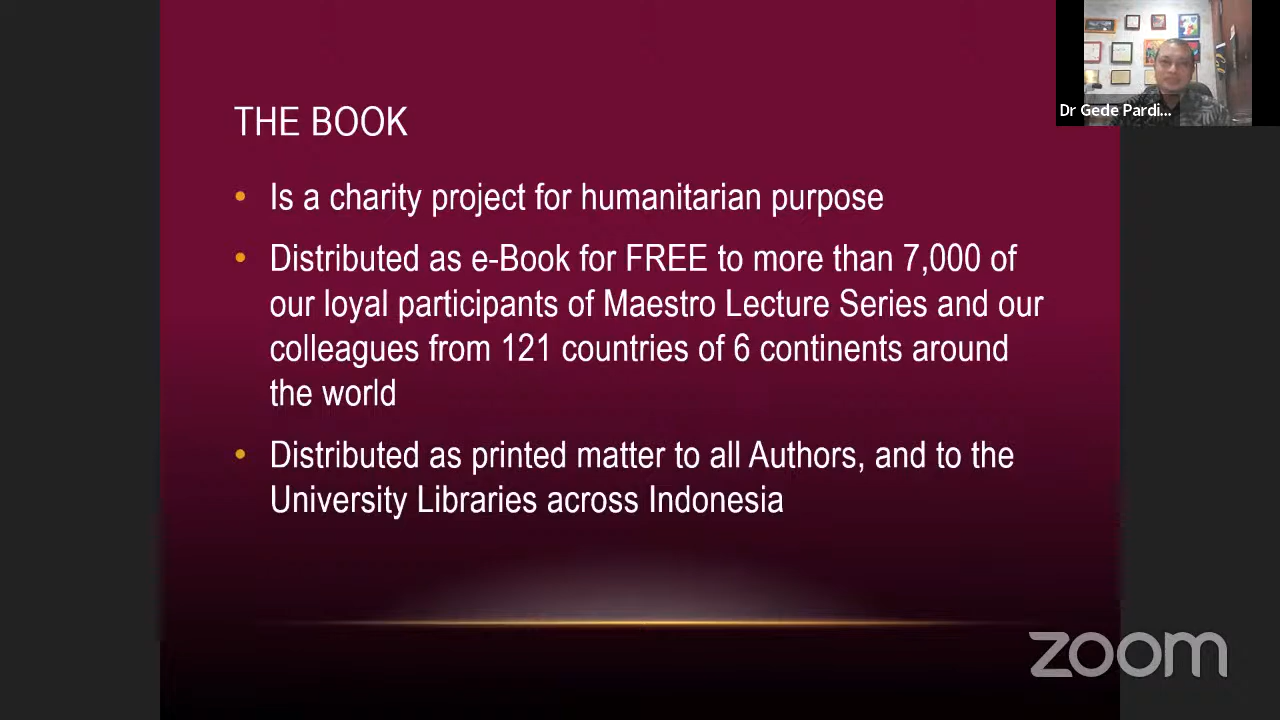 Dr Gede Pardi...
THE BOOK
• Is a charity project for humanitarian purpose
• Distributed as e-Book for FREE to more than 7,000 of
our loyal participants of Maestro Lecture Series and our
colleagues from 121 countries of 6 continents around
the world
• Distributed as printed matter to all Authors, and to the
University Libraries across Indonesia
zoom